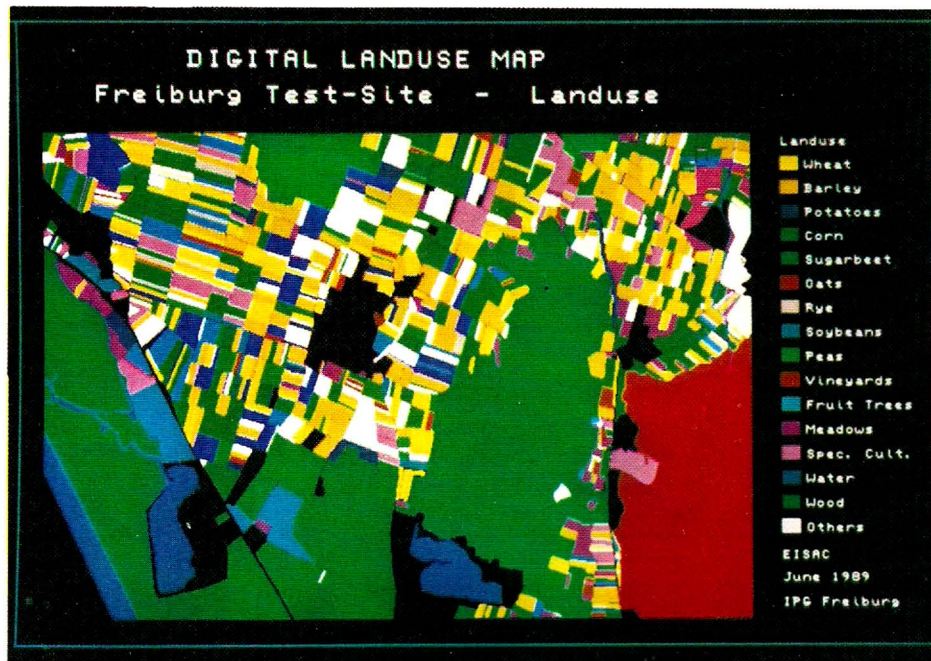 DIGITAL LANDUSE MAP
Freiburg Test-Site - Landuse
Landuse
Wheat
Barley
Potatoes
Corn
Sugarbeet
Oats
Rye
Soybeans
Peas
Vineyards
Fruit Trees
Meadows
Spec. Cult.
Water
Wood
Others
EISAC
June 1989
IPG Freiburg